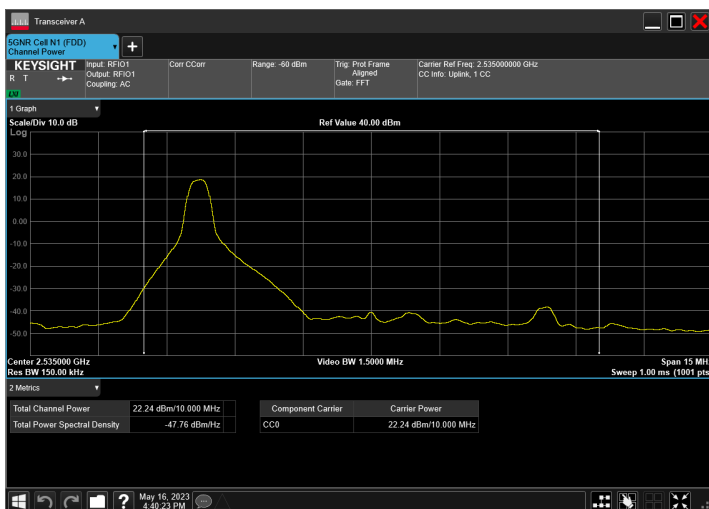 Transceiver A
5GNR Cell N1 (FDD)
Channel Power
KEYSIGHT
R T
LXI
Input: RFIO1
Output: RFIO1
Coupling: AC
Corr CCorr
Range: -60 dBm
Trig: Prot Frame
Aligned
Gate: FFT
Carrier Ref Freq: 2.535000000 GHz
CC Info: Uplink, 1 CC
1 Graph
Scale/Div 10.0 dB
Ref Value 40.00 dBm
Log
30.0
20.0
10.0
0.00
-10.0
-20.0
-30.0
-40.0
-50.0
Center 2.535000 GHz
Video BW 1.5000 MHz
Span 15 MHz
Res BW 150.00 kHz
Sweep 1.00 ms (1001 pts)
2 Metrics
Total Channel Power 22.24 dBm/10.000 MHz
Total Power Spectral Density -47.76 dBm/Hz
Component Carrier Carrier Power
CC0 22.24 dBm/10.000 MHz
May 16, 2023
4:40:23 PM